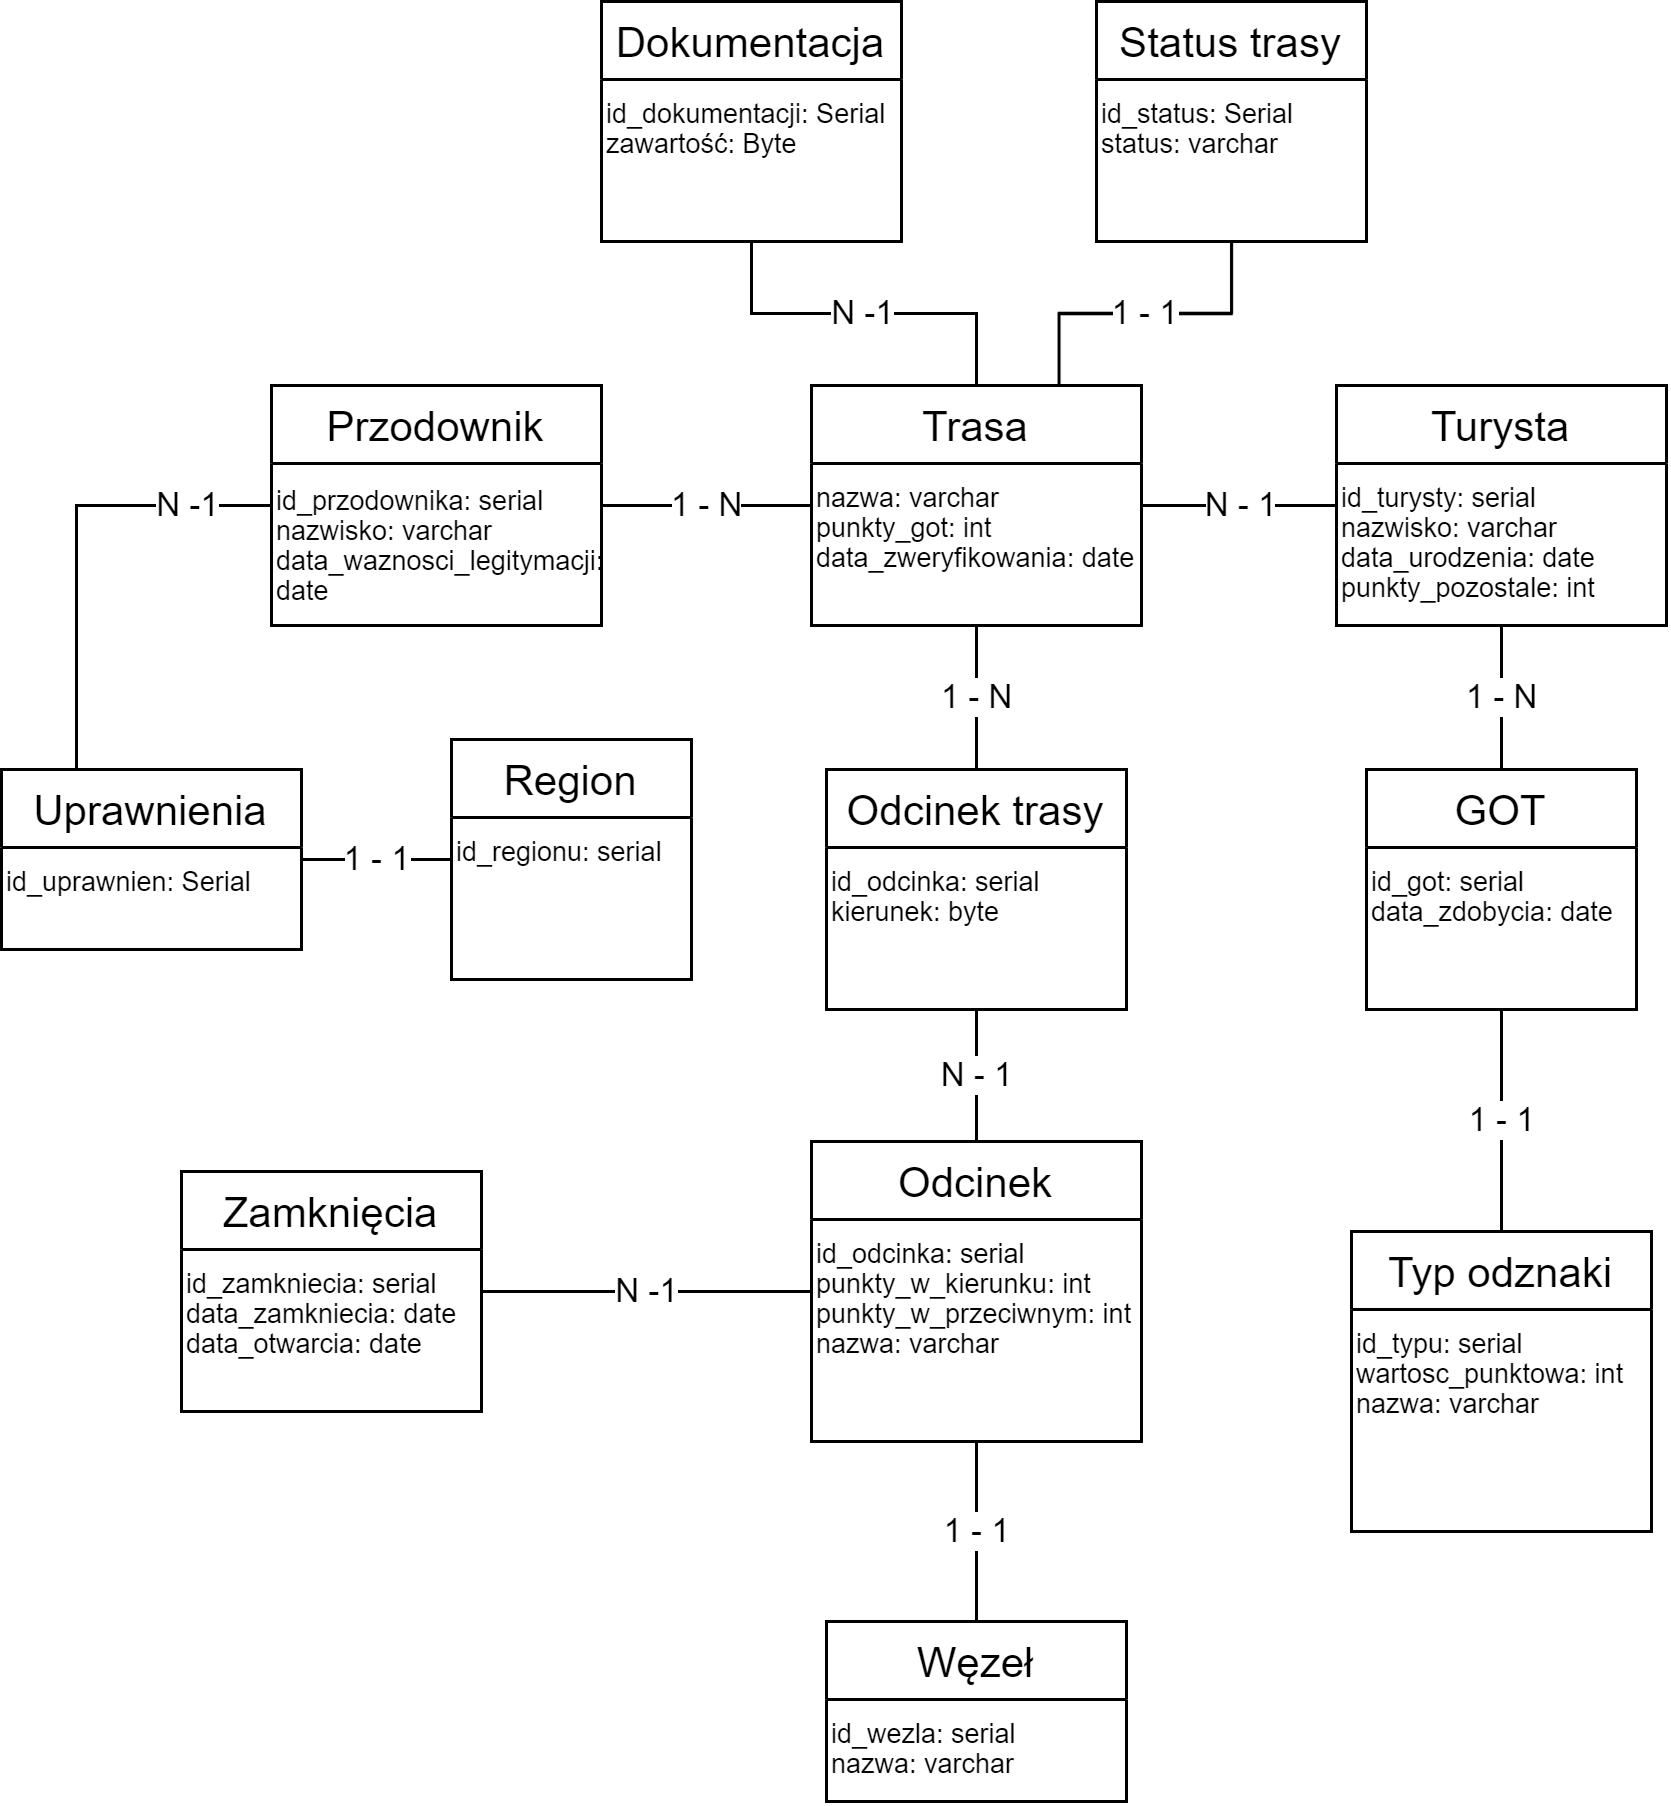 Dokumentacja
id_dokumentacji: Serial
zawartość: Byte
Status trasy
id_status: Serial
status: varchar
N -1
1 - 1
Przodownik
id_przodownika: serial
nazwisko: varchar
data_waznosci_legitymacji:
date
Trasa
nazwa: varchar
punkty_got: int
data_zweryfikowania: date
Turysta
id_turysty: serial
nazwisko: varchar
data_urodzenia: date
punkty_pozostale: int
N -1
1 - N
N - 1
1 - N
1 - N
Uprawnienia
id_uprawnien: Serial
1 - 1
Region
id_regionu: serial
Odcinek trasy
id_odcinka: serial
kierunek: byte
GOT
id_got: serial
data_zdobycia: date
N - 1
1 - 1
Zamknięcia
id_zamkniecia: serial
data_zamkniecia: date
data_otwarcia: date
N -1
Odcinek
id_odcinka: serial
punkty_w_kierunku: int
punkty_w_przeciwnym: int
nazwa: varchar
Typ odznaki
id_typu: serial
wartosc_punktowa: int
nazwa: varchar
1 - 1
Węzeł
id_wezla: serial
nazwa: varchar